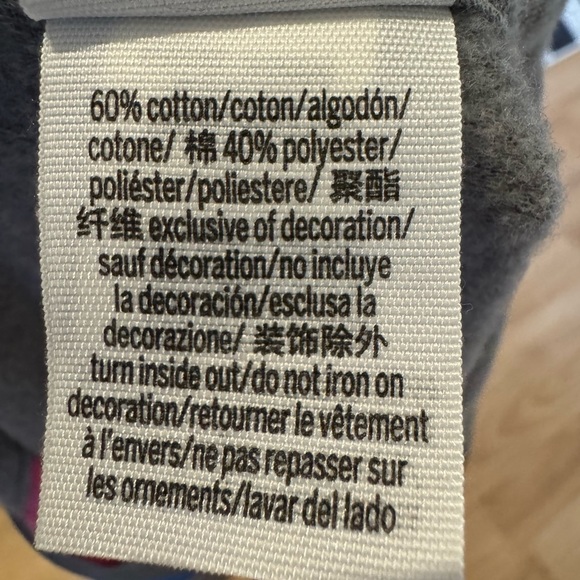 60% cotton/coton/algodón/
cotone/ 棉 40% polyester/
poliéster/poliestere/ 聚酯
纤维 exclusive of decoration/
sauf décoration/no incluye
la decoración/esclusa la
decorazione/ 装饰除外
turn inside out/do not iron on
decoration/retourner le vêtement
à l'envers/ne pas repasser sur
les ornements/lavar del lado